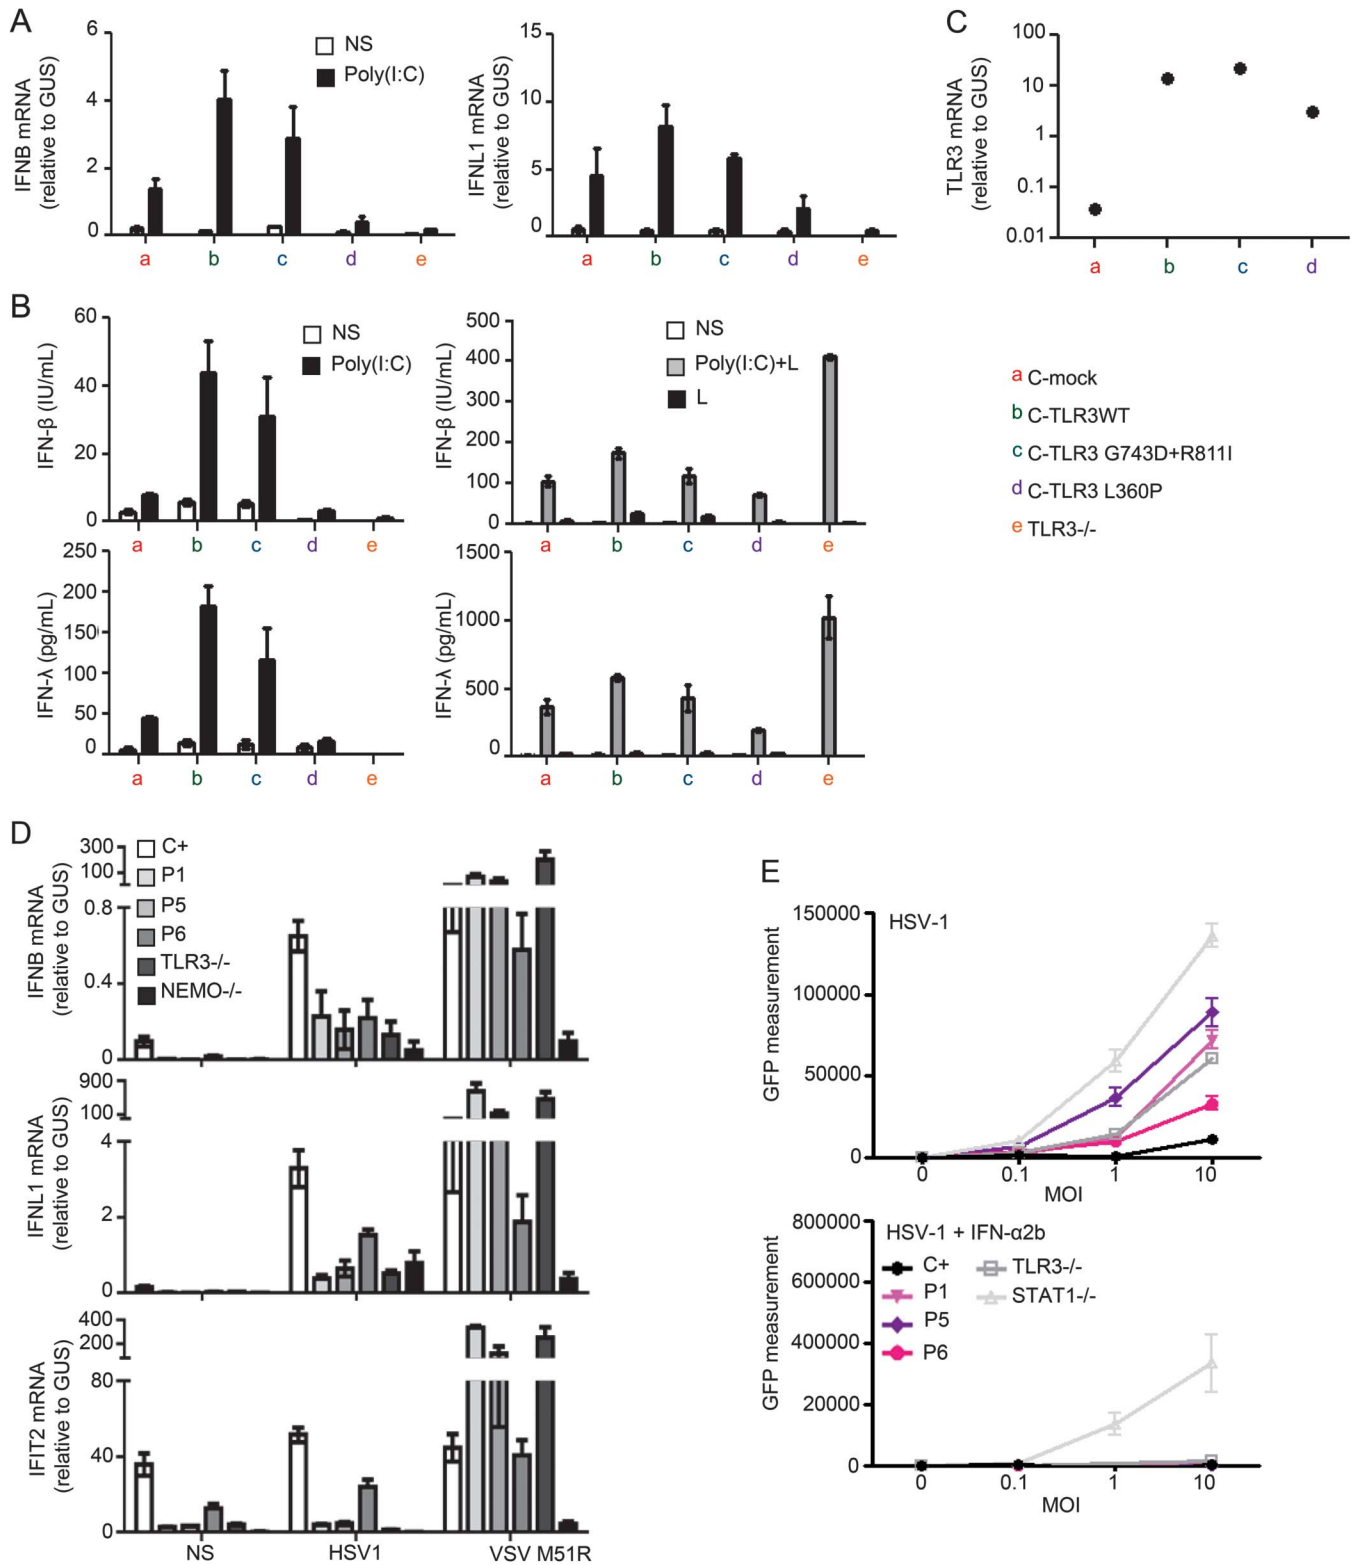 A
IFNB mRNA
(relative to GUS)
6
4
2
0
NS
Poly(I:C)
a b c d e
IFNL1 mRNA
(relative to GUS)
15
10
5
0
a b c d e
C
TLR3 mRNA
(relative to GUS)
100
10
1
0.1
0.01
a b c d
B
IFN-β (IU/mL)
60
40
20
0
NS
Poly(I:C)
a b c d e
IFN-β (IU/mL)
500
400
300
200
100
0
NS
Poly(I:C)+L
L
a b c d e
a C-mock
b C-TLR3WT
c C-TLR3 G743D+R811I
d C-TLR3 L360P
e TLR3-/-
IFN-λ (pg/mL)
250
200
150
100
50
0
a b c d e
IFN-λ (pg/mL)
1500
1000
500
0
a b c d e
D
IFNB mRNA
(relative to GUS)
300
100
0.8
0.4
0
C+
P1
P5
P6
TLR3-/-
NEMO-/-
IFNL1 mRNA
(relative to GUS)
900
100
4
2
0
IFIT2 mRNA
(relative to GUS)
400
200
80
40
0
NS HSV1 VSV M51R
E
GFP measurement
150000
100000
50000
0
HSV-1
0 0.1 1 10
MOI
GFP measurement
800000
600000
400000
20000
0
HSV-1 + IFN-α2b
C+
P1
P5
P6
TLR3-/-
STAT1-/-
0 0.1 1 10
MOI